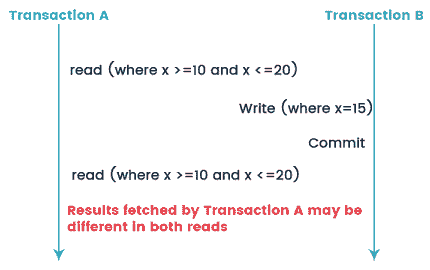 Transaction A
Transaction B
read (where x >=10 and x <=20)
Write (where x=15)
Commit
read (where x >=10 and x <=20)
Results fetched by Transaction A may be
different in both reads